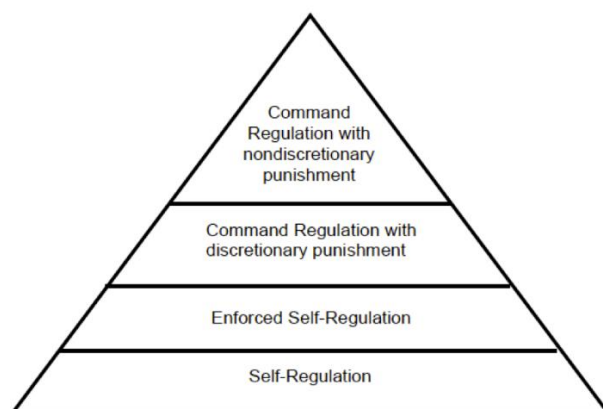 Command
Regulation with
nondiscretionary
punishment
Command Regulation with
discretionary punishment
Enforced Self-Regulation
Self-Regulation